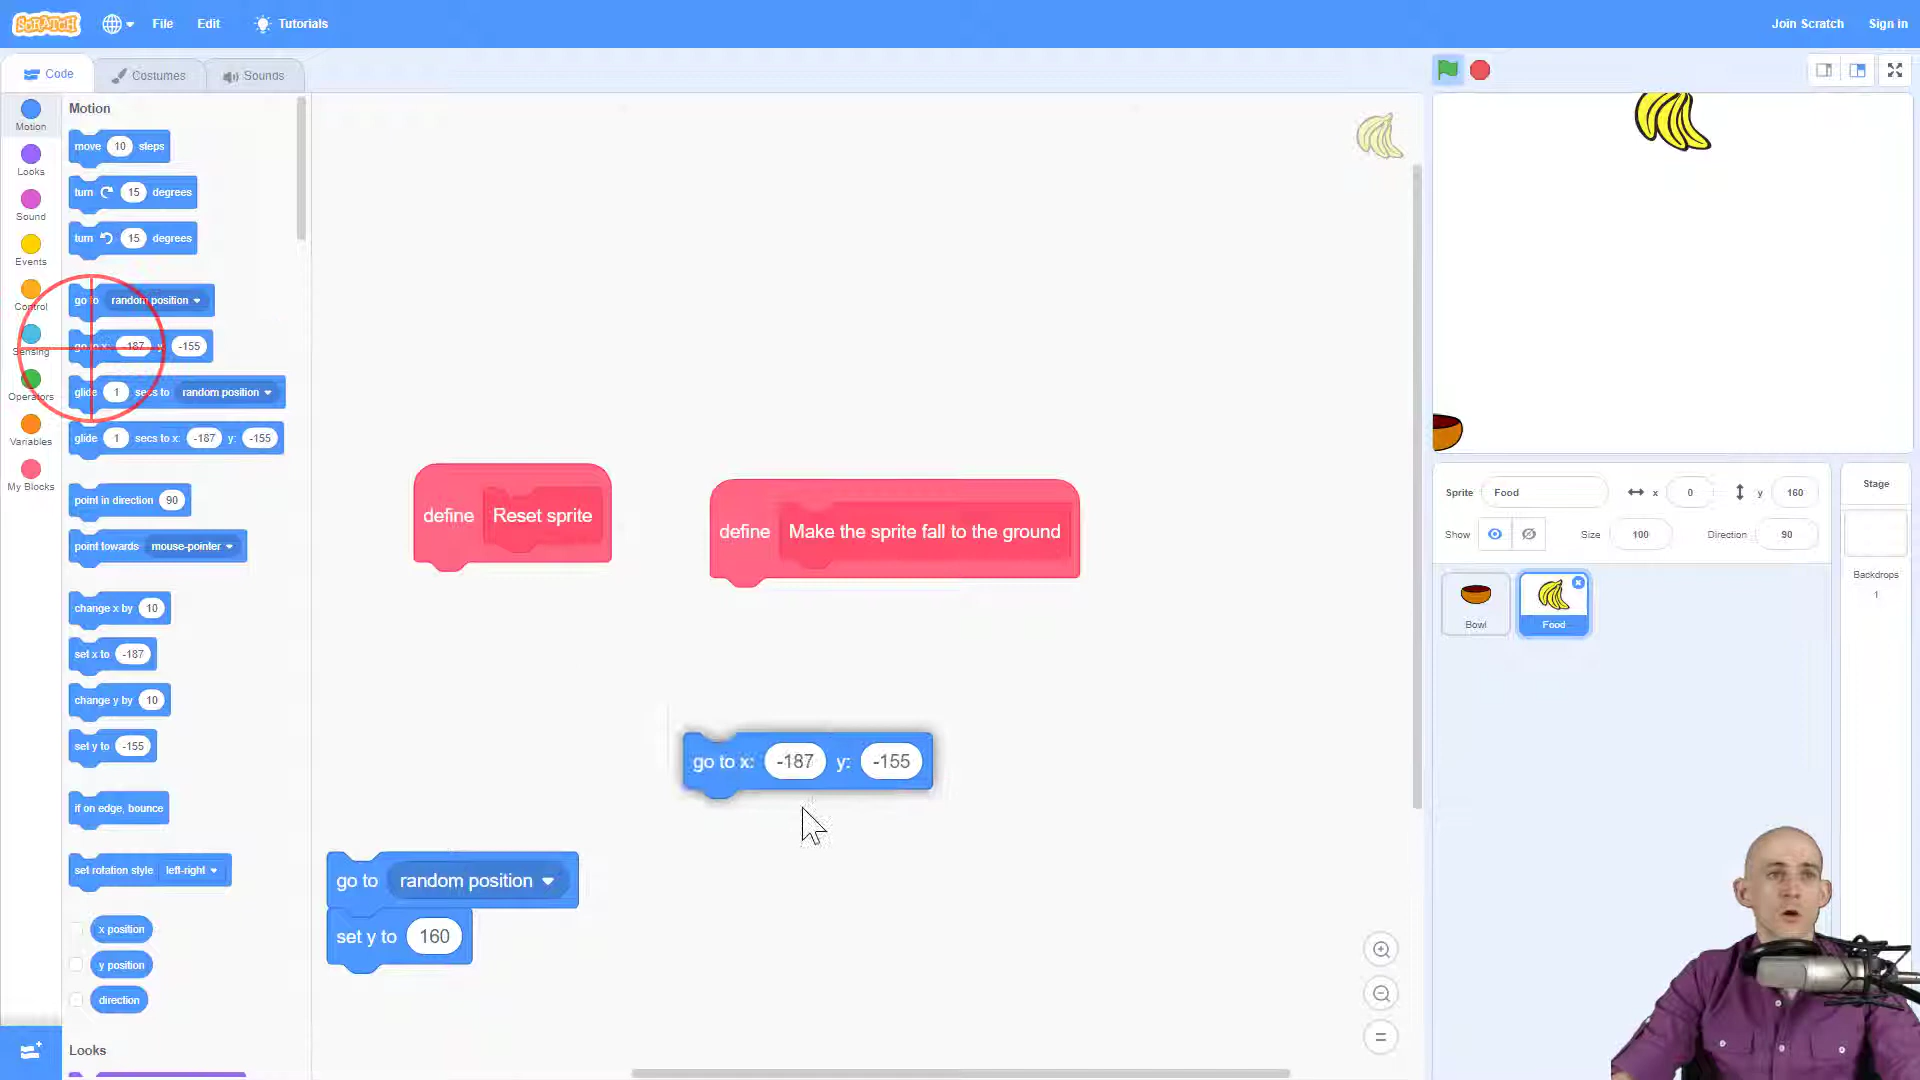 SCRATCH
File
Edit
Tutorials
Join Scratch
Sign in
Code
Costumes
Sounds
Motion
Looks
Sound
Events
Control
Sensing
Operators
Variables
My Blocks
Motion
move 10 steps
turn 15 degrees
turn 15 degrees
go to random position
go to x: -187 y: -155
glide 1 secs to random position
glide 1 secs to x: -187 y: -155
point in direction 90
point towards mouse-pointer
change x by 10
set x to -187
change y by 10
set y to -155
if on edge, bounce
set rotation style left-right
x position
y position
direction
Looks
define Reset sprite
define Make the sprite fall to the ground
go to x: -187 y: -155
go to random position
set y to 160
Sprite Food x 0 y 160
Show Size 100 Direction 90
Bowl
Food
Stage
Backdrops
1